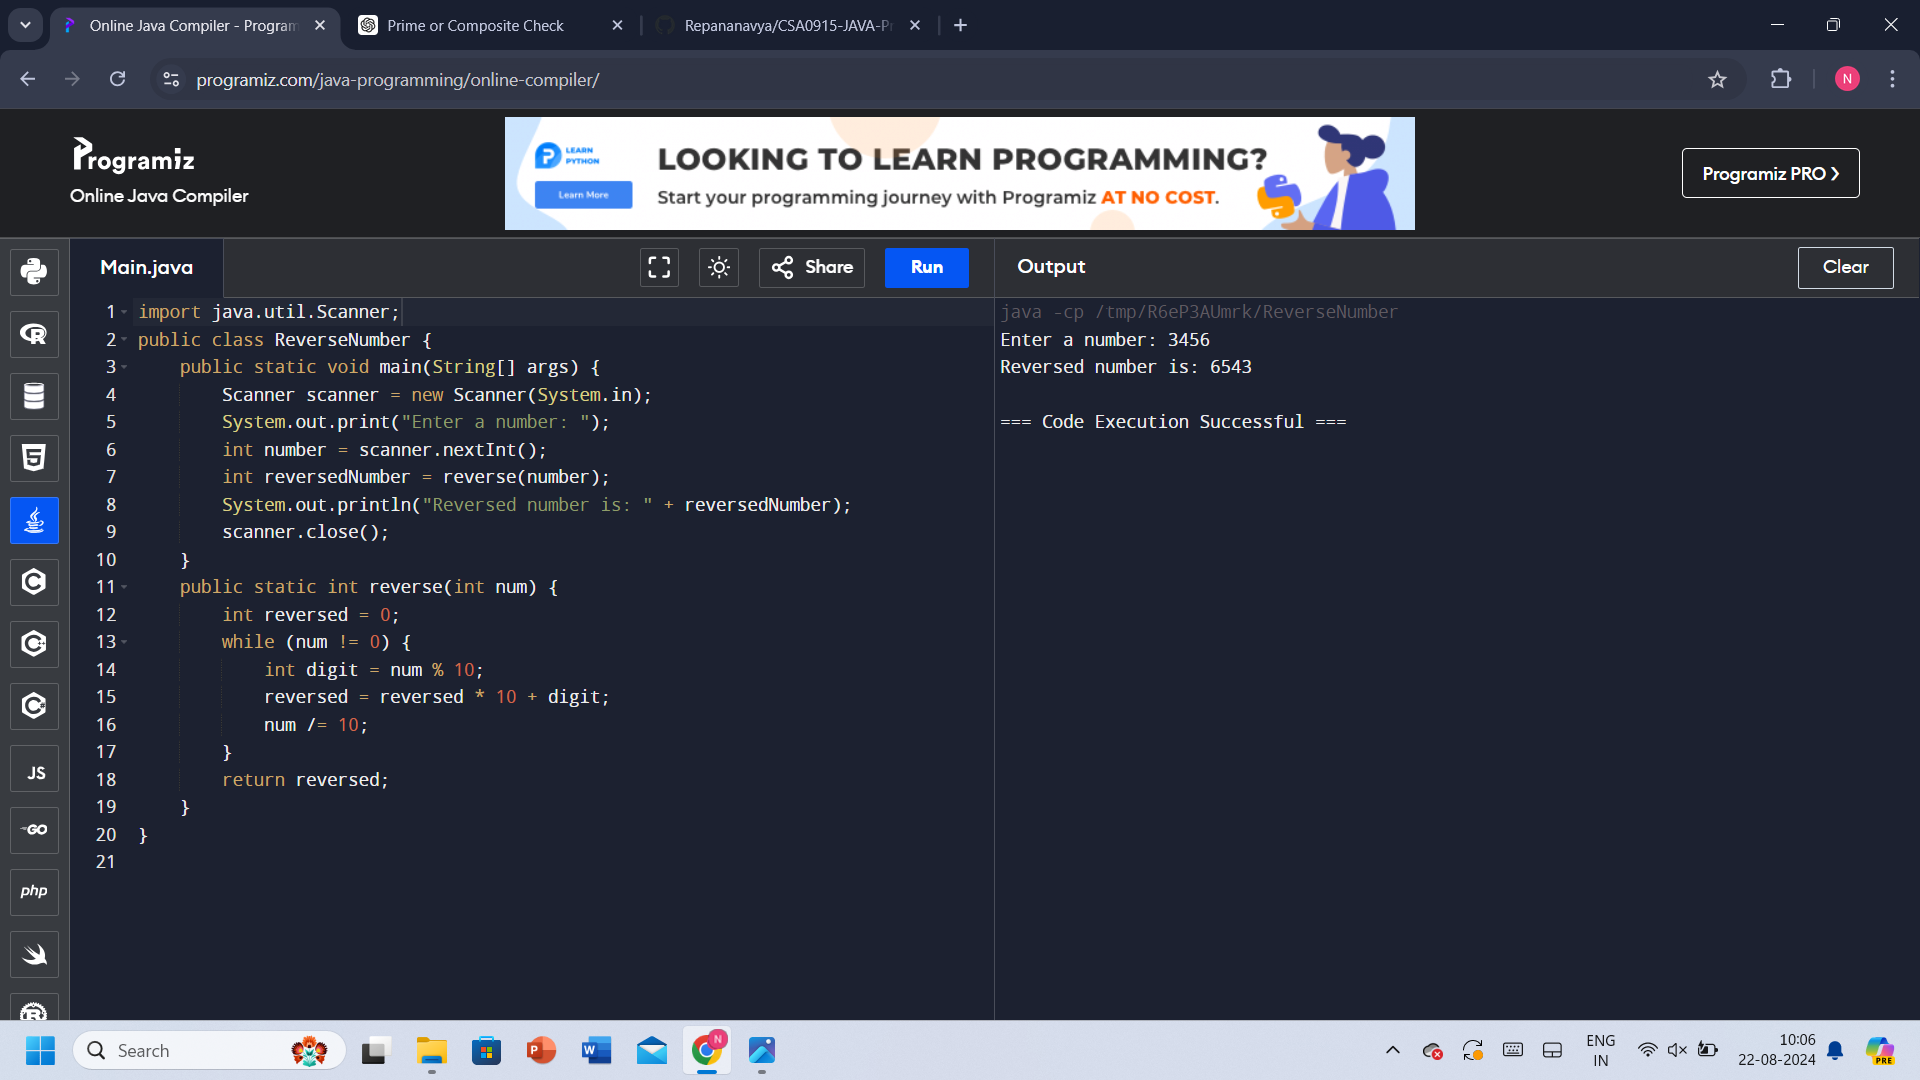 Online Java Compiler - Program
Prime or Composite Check
Repananavya/CSA0915-JAVA-Pr
programiz.com/java-programming/online-compiler/
N
Programiz
Online Java Compiler
LEARN
PYTHON
Learn More
LOOKING TO LEARN PROGRAMMING?
Start your programming journey with Programiz AT NO COST.
Programiz PRO
Main.java
Share
Run
Output
Clear
1 import java.util.Scanner;
2 public class ReverseNumber {
3 public static void main(String[] args) {
4 Scanner scanner = new Scanner(System.in);
5 System.out.print("Enter a number: ");
6 int number = scanner.nextInt();
7 int reversedNumber = reverse(number);
8 System.out.println("Reversed number is: " + reversedNumber);
9 scanner.close();
10 }
11 public static int reverse(int num) {
12 int reversed = 0;
13 while (num != 0) {
14 int digit = num % 10;
15 reversed = reversed * 10 + digit;
16 num /= 10;
17 }
18 return reversed;
19 }
20 }
21
java -cp /tmp/R6eP3AUmrk/ReverseNumber
Enter a number: 3456
Reversed number is: 6543
=== Code Execution Successful ===
JS
GO
php
Search
N
ENG
IN
10:06
22-08-2024
PRE